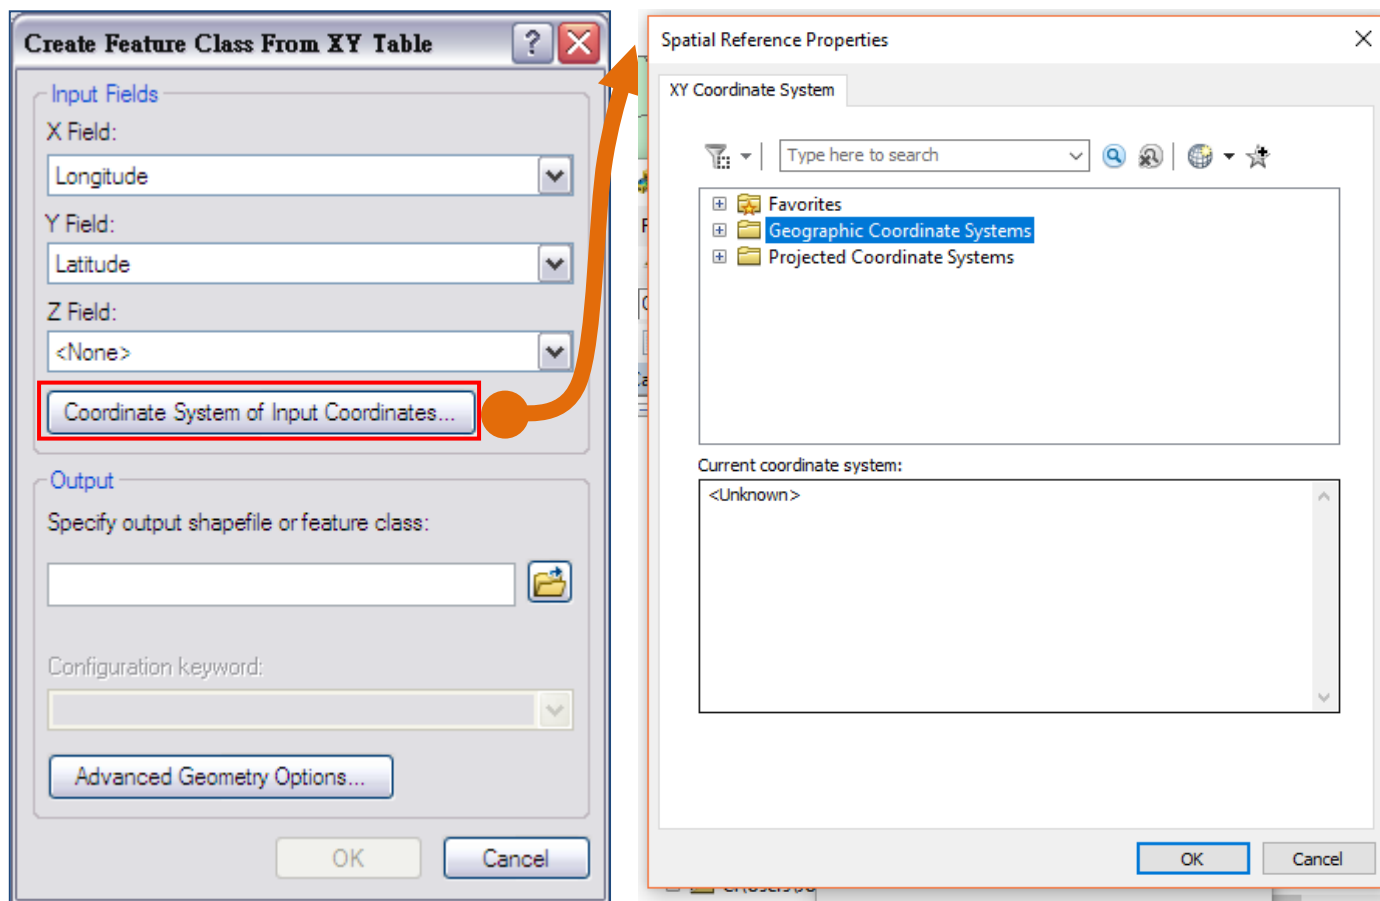 Create Feature Class From XY Table
Input Fields
X Field:
Longitude
Y Field:
Latitude
Z Field:
<None>
Coordinate System of Input Coordinates...
Output
Specify output shapefile or feature class:
Configuration keyword:
Advanced Geometry Options...
OK
Cancel
Spatial Reference Properties
XY Coordinate System
Type here to search
Favorites
Geographic Coordinate Systems
Projected Coordinate Systems
Current coordinate system:
<Unknown>
OK
Cancel